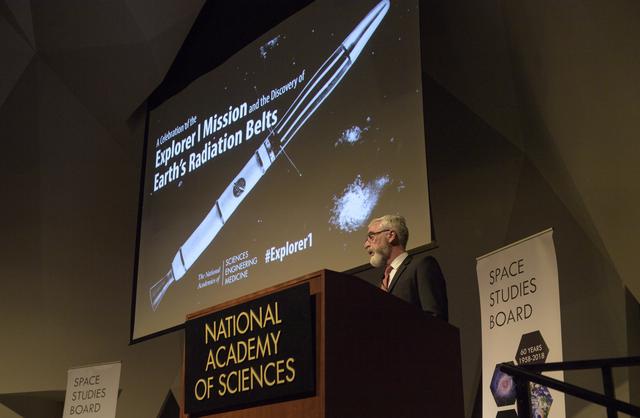 A Celebration of the
Explorer 1 Mission and the Discovery of
Earth's Radiation Belts
The National
Academies of
SCIENCES
ENGINEERING
MEDICINE
#Explorer1
NATIONAL
ACADEMY
OF SCIENCES
SPACE
STUDIES
BOARD
60 YEARS
1958-2018
SPACE
STUDIES
BOARD